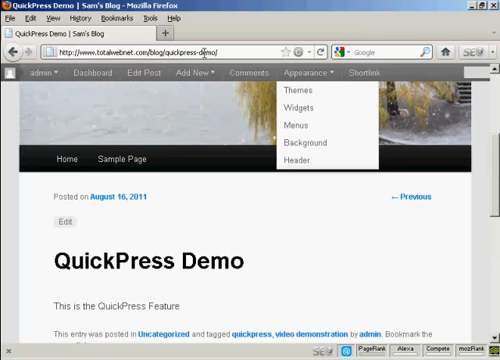 QuickPress Demo | Sam's Blog - Mozilla Firefox
File Edit View History Bookmarks Tools Help
QuickPress Demo | Sam's Blog
http://www.totalwebnet.com/blog/quickpress-demo/
Google
admin Dashboard Edit Post Add New Comments Appearance Shortlink
Themes
Widgets
Menus
Background
Header
Home Sample Page
Posted on August 16, 2011
← Previous
Edit
QuickPress Demo
This is the QuickPress Feature
This entry was posted in Uncategorized and tagged quickpress, video demonstration by admin. Bookmark the
PageRank Alexa Compete mozRank